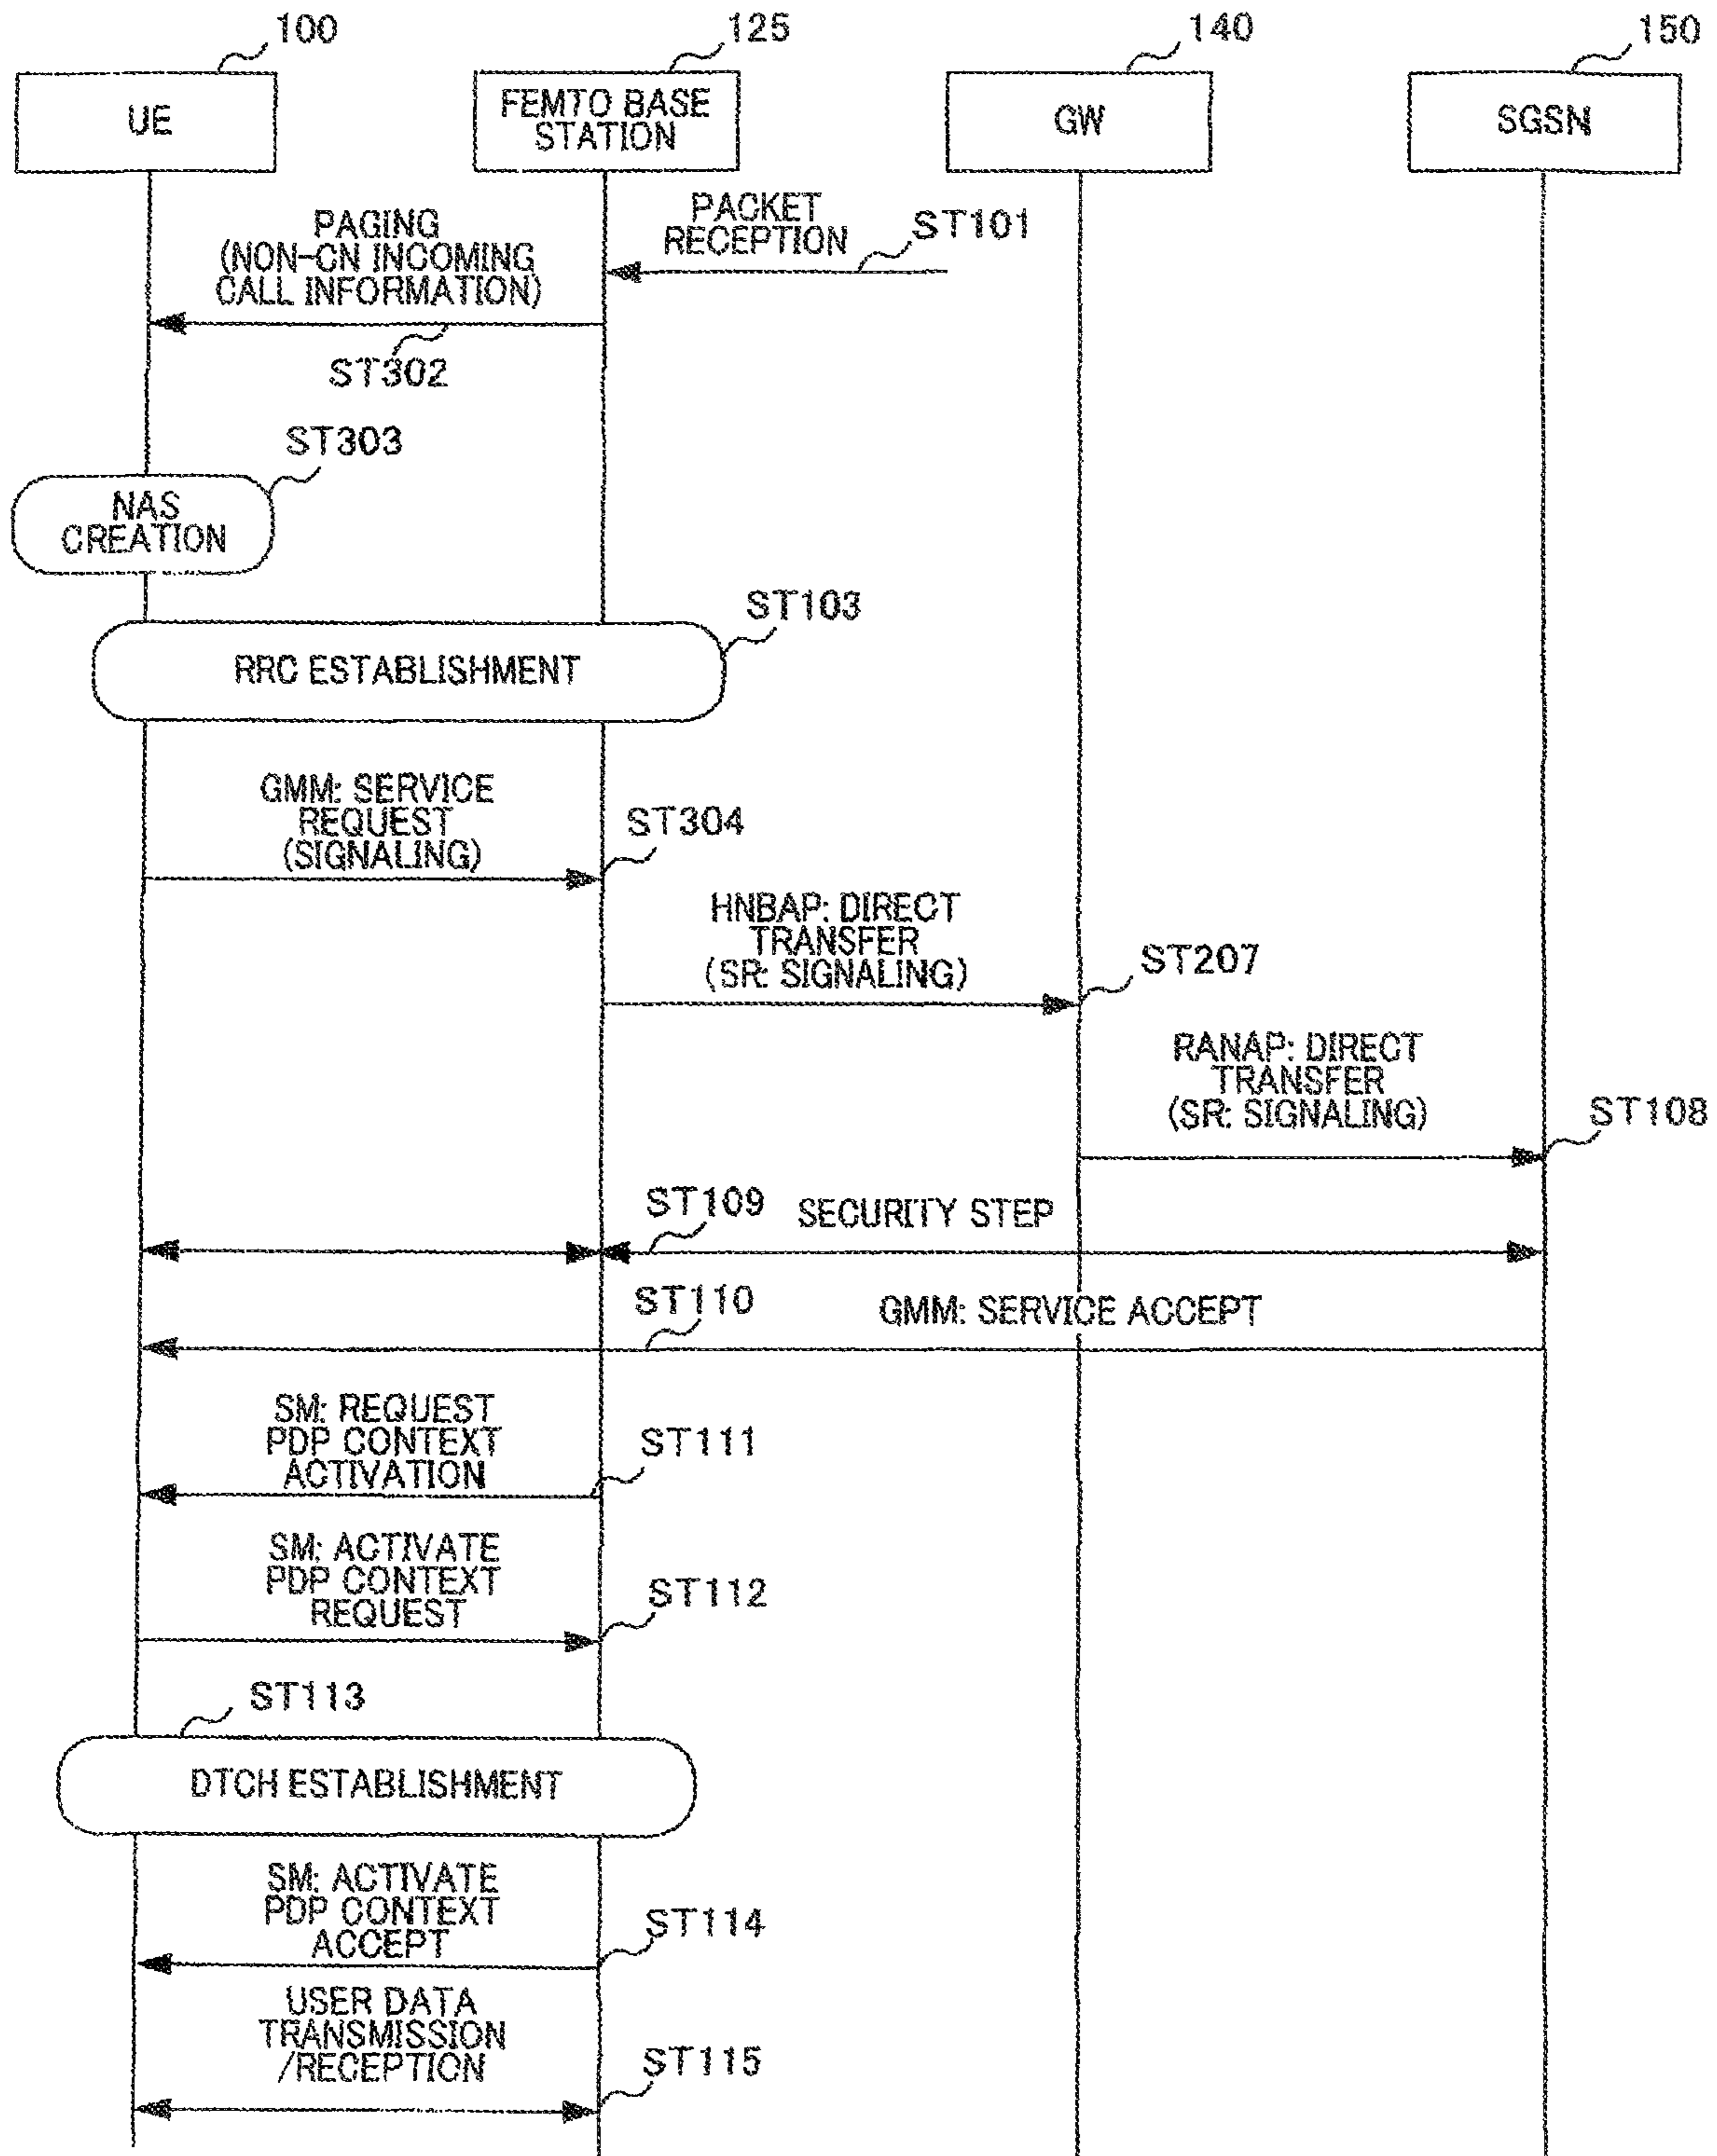 100
125
140
150
UE
FEMTO BASE
STATION
GW
SGSN
PACKET
RECEPTION
ST101
PAGING
(NON-CN INCOMING
CALL INFORMATION)
ST302
ST303
NAS
CREATION
ST103
RRC ESTABLISHMENT
GMM: SERVICE
REQUEST
(SIGNALING)
ST304
HNBAP: DIRECT
TRANSFER
(SR: SIGNALING)
ST207
RANAP: DIRECT
TRANSFER
(SR: SIGNALING)
ST108
ST109
SECURITY STEP
ST110
GMM: SERVICE ACCEPT
SM: REQUEST
PDP CONTEXT
ACTIVATION
ST111
SM: ACTIVATE
PDP CONTEXT
REQUEST
ST112
ST113
DTCH ESTABLISHMENT
SM: ACTIVATE
PDP CONTEXT
ACCEPT
ST114
USER DATA
TRANSMISSION
/RECEPTION
ST115